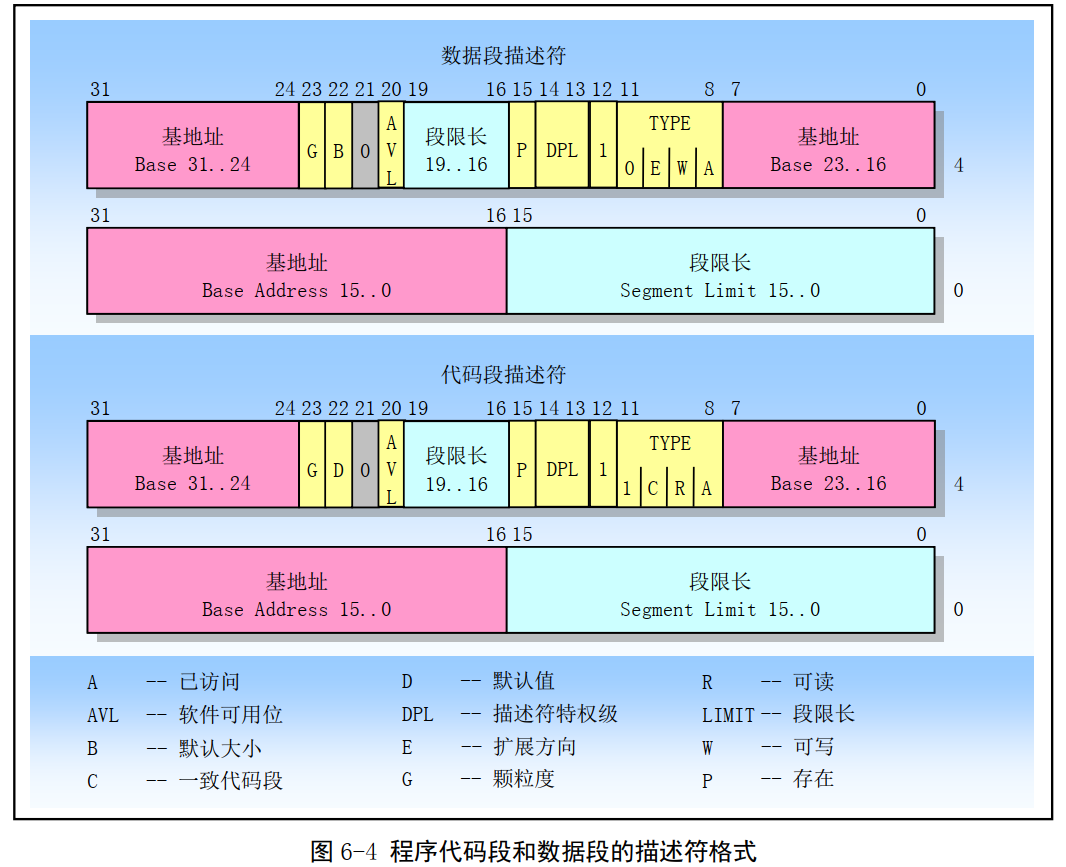 数据段描述符
31 24 23 22 21 20 19 16 15 14 13 12 11 8 7 0
基地址 Base 31..24 G B 0 AVL 段限长 19..16 P DPL 1 TYPE 0 E W A 基地址 Base 23..16 4
31 16 15 0
基地址 段限长
Base Address 15..0 Segment Limit 15..0 0
代码段描述符
31 24 23 22 21 20 19 16 15 14 13 12 11 8 7 0
基地址 Base 31..24 G D 0 AVL 段限长 19..16 P DPL 1 TYPE 1 C R A 基地址 Base 23..16 4
31 16 15 0
基地址 段限长
Base Address 15..0 Segment Limit 15..0 0
A -- 已访问 D -- 默认值 R -- 可读
AVL -- 软件可用位 DPL -- 描述符特权级 LIMIT -- 段限长
B -- 默认大小 E -- 扩展方向 W -- 可写
C -- 一致代码段 G -- 颗粒度 P -- 存在
图 6-4 程序代码段和数据段的描述符格式